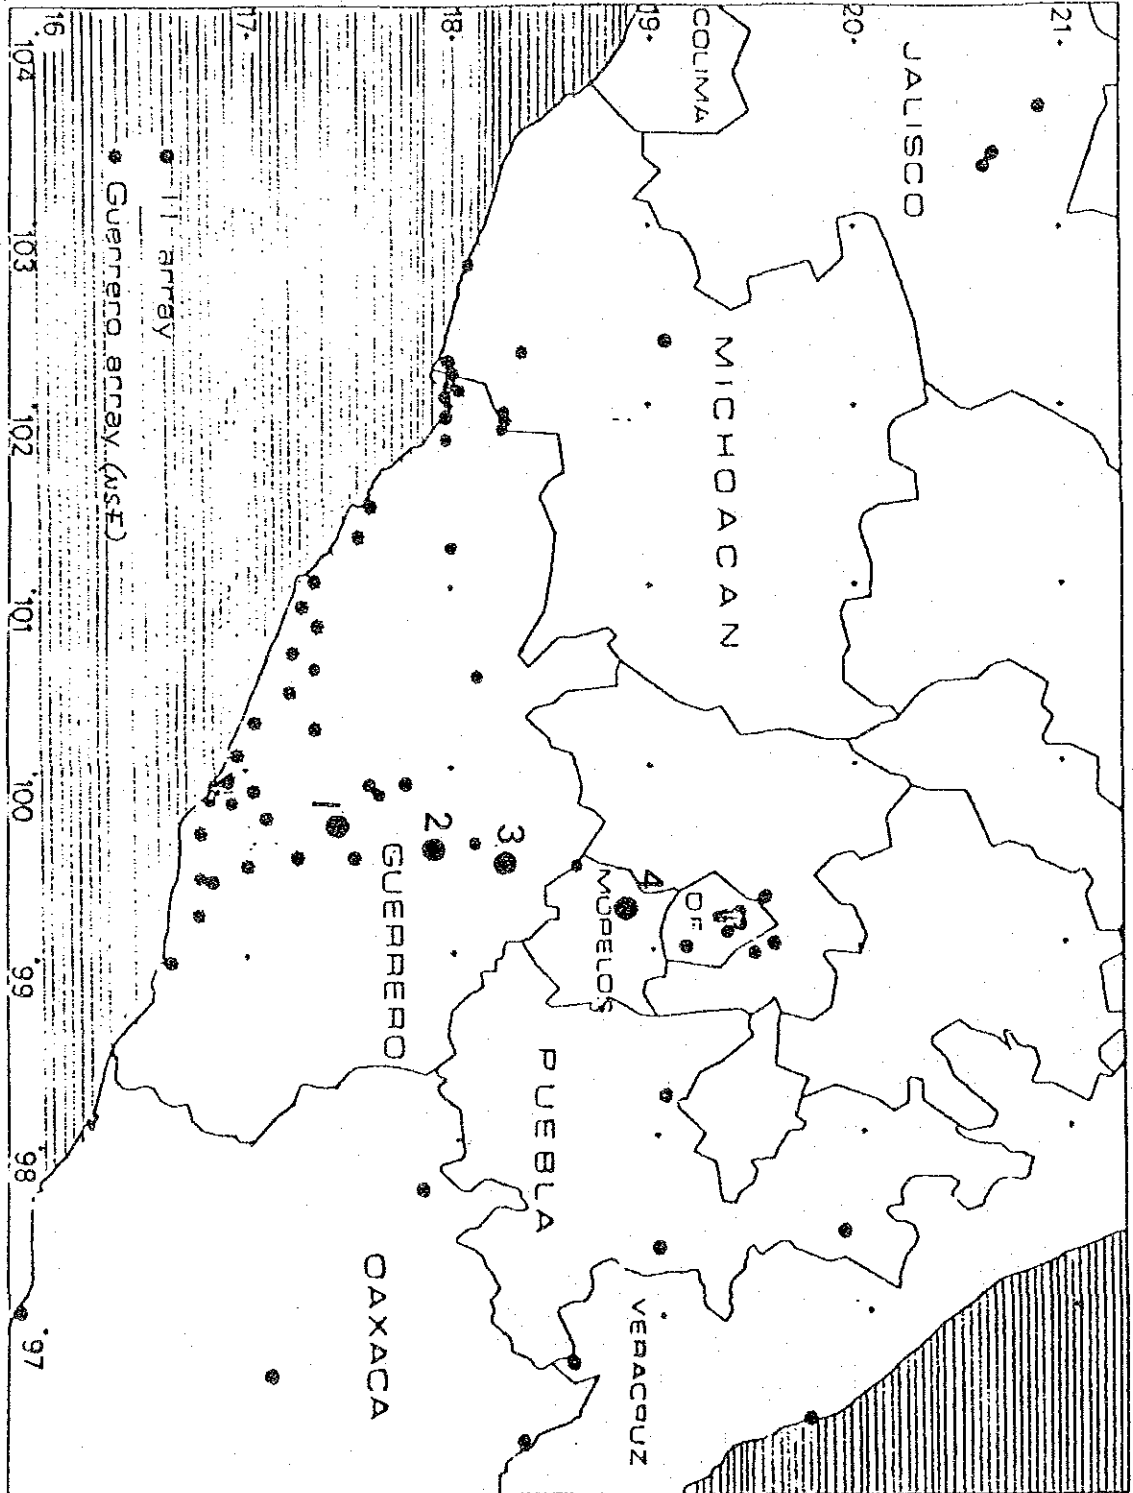 21
20
19
18
17
16
104
103
102
101
100
99
98
97
JALISCO
COLIMA
MICHOACAN
GUERRERO
MORELOS
DF
PUEBLA
VERACRUZ
OAXACA
1
2
3
4
II array
Guerrero array (NSF)